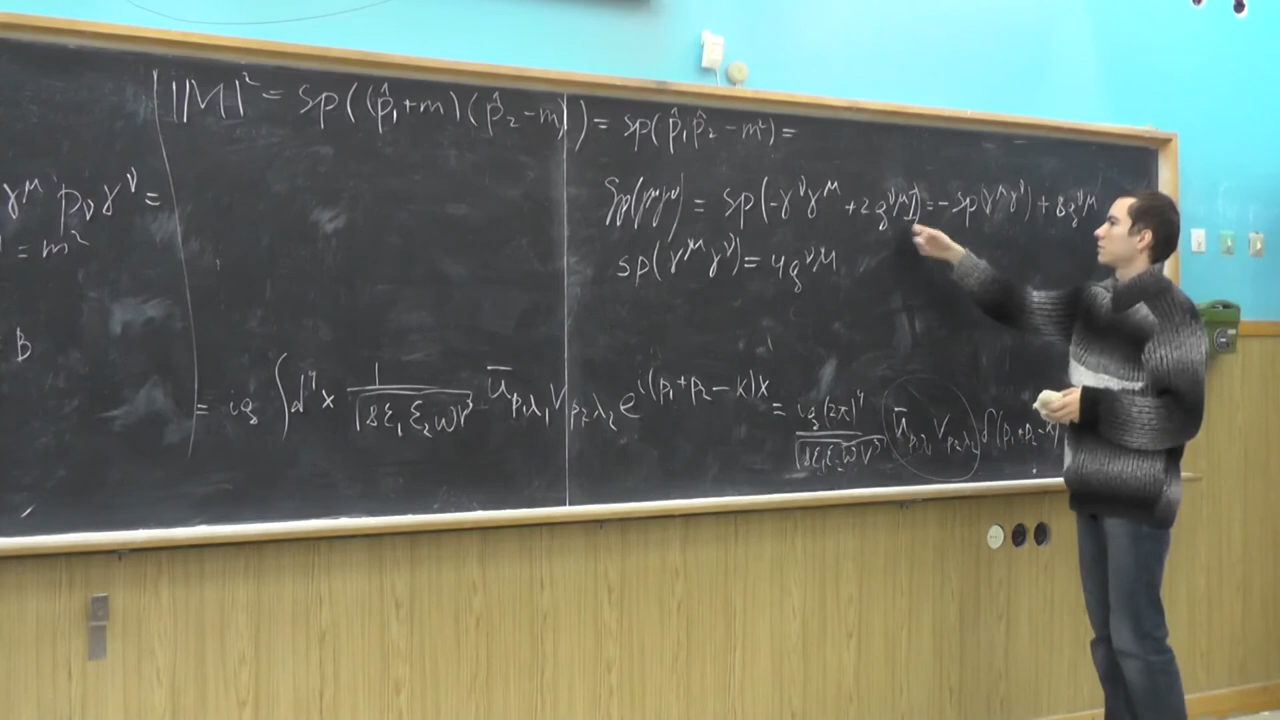 |M|² = Sp((p̂₁+m)(p̂₂-m)) = Sp(p̂₁p̂₂-m²) =
γ^μ p_ν γ^ν =
= m²
Sp(γ^μγ^ν) = Sp(-γ^νγ^μ +2g^{νμ}I) = -Sp(γ^μγ^ν)+8g^{νμ}
Sp(γ^μγ^ν) = 4g^{νμ}
B
= ig ∫d⁴x 1/√(8ε₁ε₂ωV³) ū_{p₁λ₁}v_{p₂λ₂}e^{i(p₁+p₂-k)x} = ig(2π)⁴/√(8ε₁ε₂ωV³) ū_{p₁λ₁}v_{p₂λ₂} δ(p₁+p₂-k)